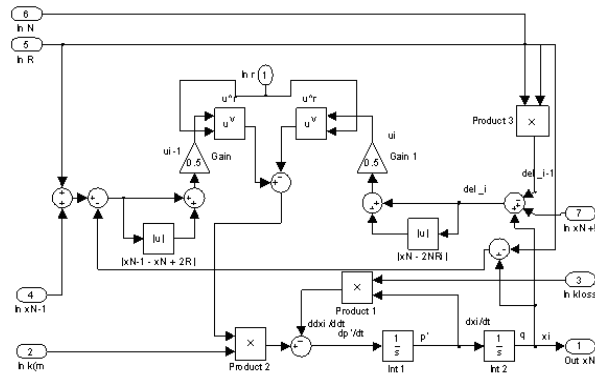 6
In N
5
In R
In r
1
u^r
u^r
u^v
u^v
Product 3
×
ui-1
ui
0.5
Gain
0.5
Gain 1
del_i-1
del_i
7
|u|
|xN-1 - xN + 2R|
|u|
|xN - 2NRi|
4
In xN-1
3
In kloss
×
Product 1
ddxi/ddt
dp'/dt
p'
dxi/dt
q
xi
2
In k(m
×
Product 2
1
s
Int 1
1
s
Int 2
1
Out xN